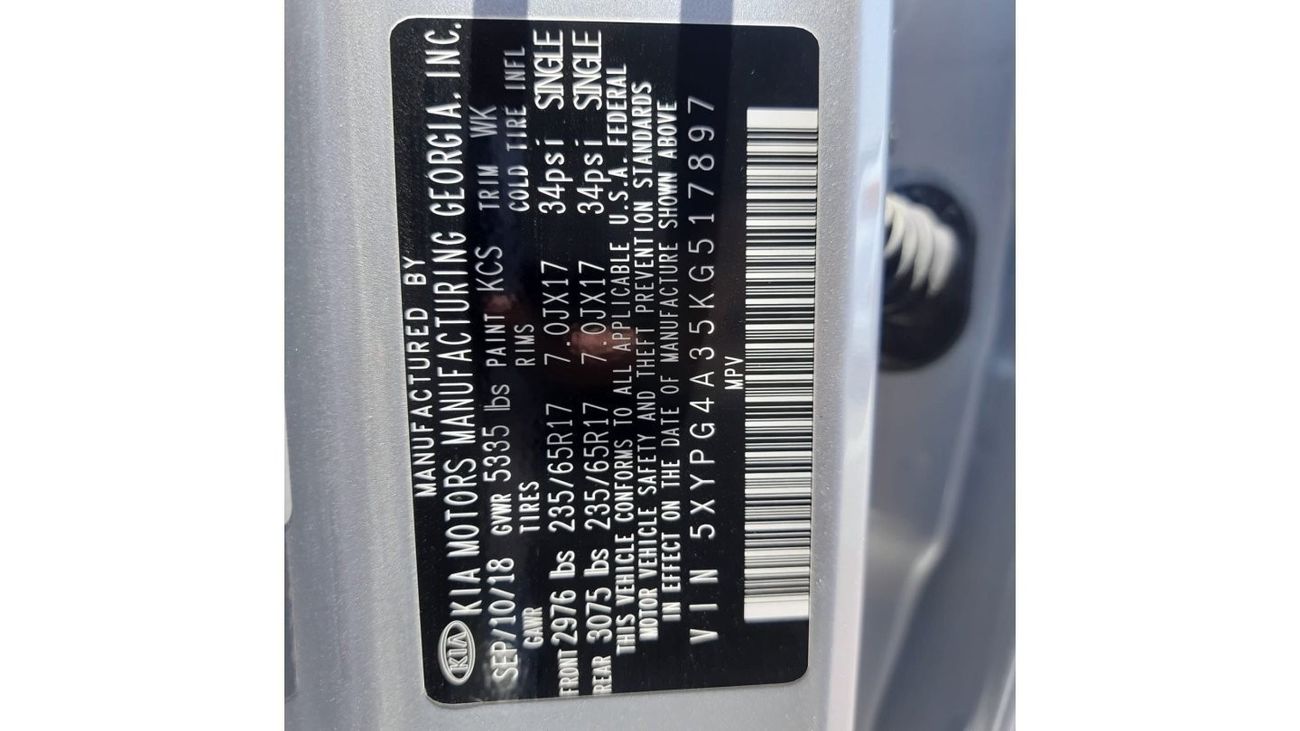 MANUFACTURED BY
KIA KIA MOTORS MANUFACTURING GEORGIA, INC.
SEP/10/18 GVWR 5335 lbs PAINT KCS TRIM WK
GAWR TIRES RIMS COLD TIRE INFL
FRONT 2976 lbs 235/65R17 7.0JX17 34psi SINGLE
REAR 3075 lbs 235/65R17 7.0JX17 34psi SINGLE
THIS VEHICLE CONFORMS TO ALL APPLICABLE U.S.A. FEDERAL
MOTOR VEHICLE SAFETY AND THEFT PREVENTION STANDARDS
IN EFFECT ON THE DATE OF MANUFACTURE SHOWN ABOVE
VIN 5XYPG4A35KG517897
MPV